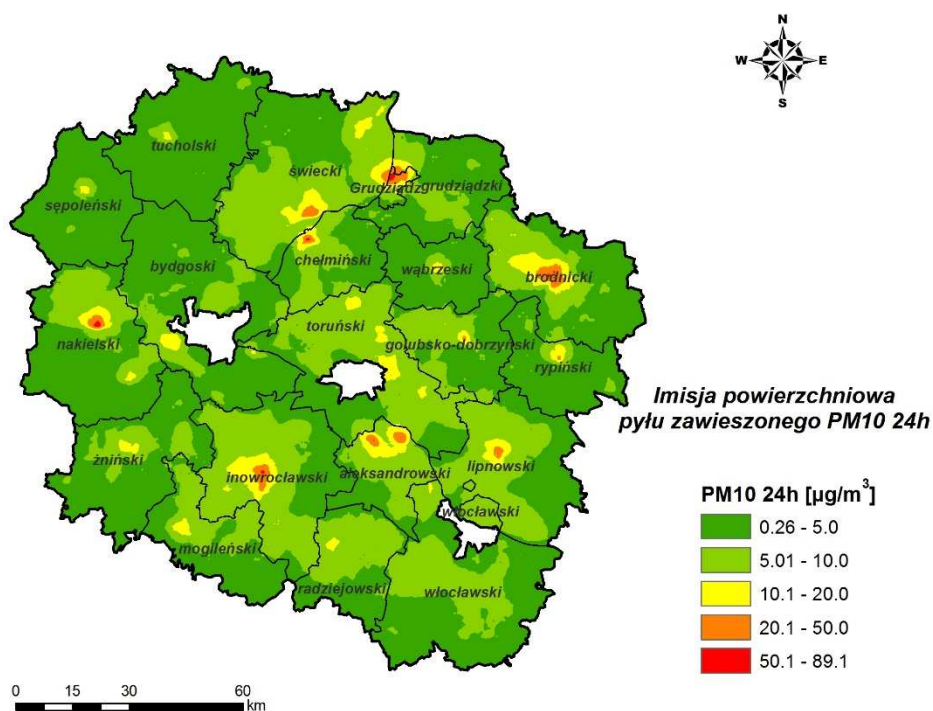 N
W E
S
tucholski
świecki
Grudziądz
grudziądzki
sępoleński
bydgoski
chełmiński
wąbrzeski
brodnicki
nakielski
toruński
golubsko-dobrzyński
rypiński
żniński
inowrocławski
aleksandrowski
lipnowski
włocławski
mogileński
radziejowski
włocławski
Imisja powierzchniowa
pyłu zawieszonego PM10 24h
PM10 24h [µg/m³]
0.26 - 5.0
5.01 - 10.0
10.1 - 20.0
20.1 - 50.0
50.1 - 89.1
0 15 30 60
km